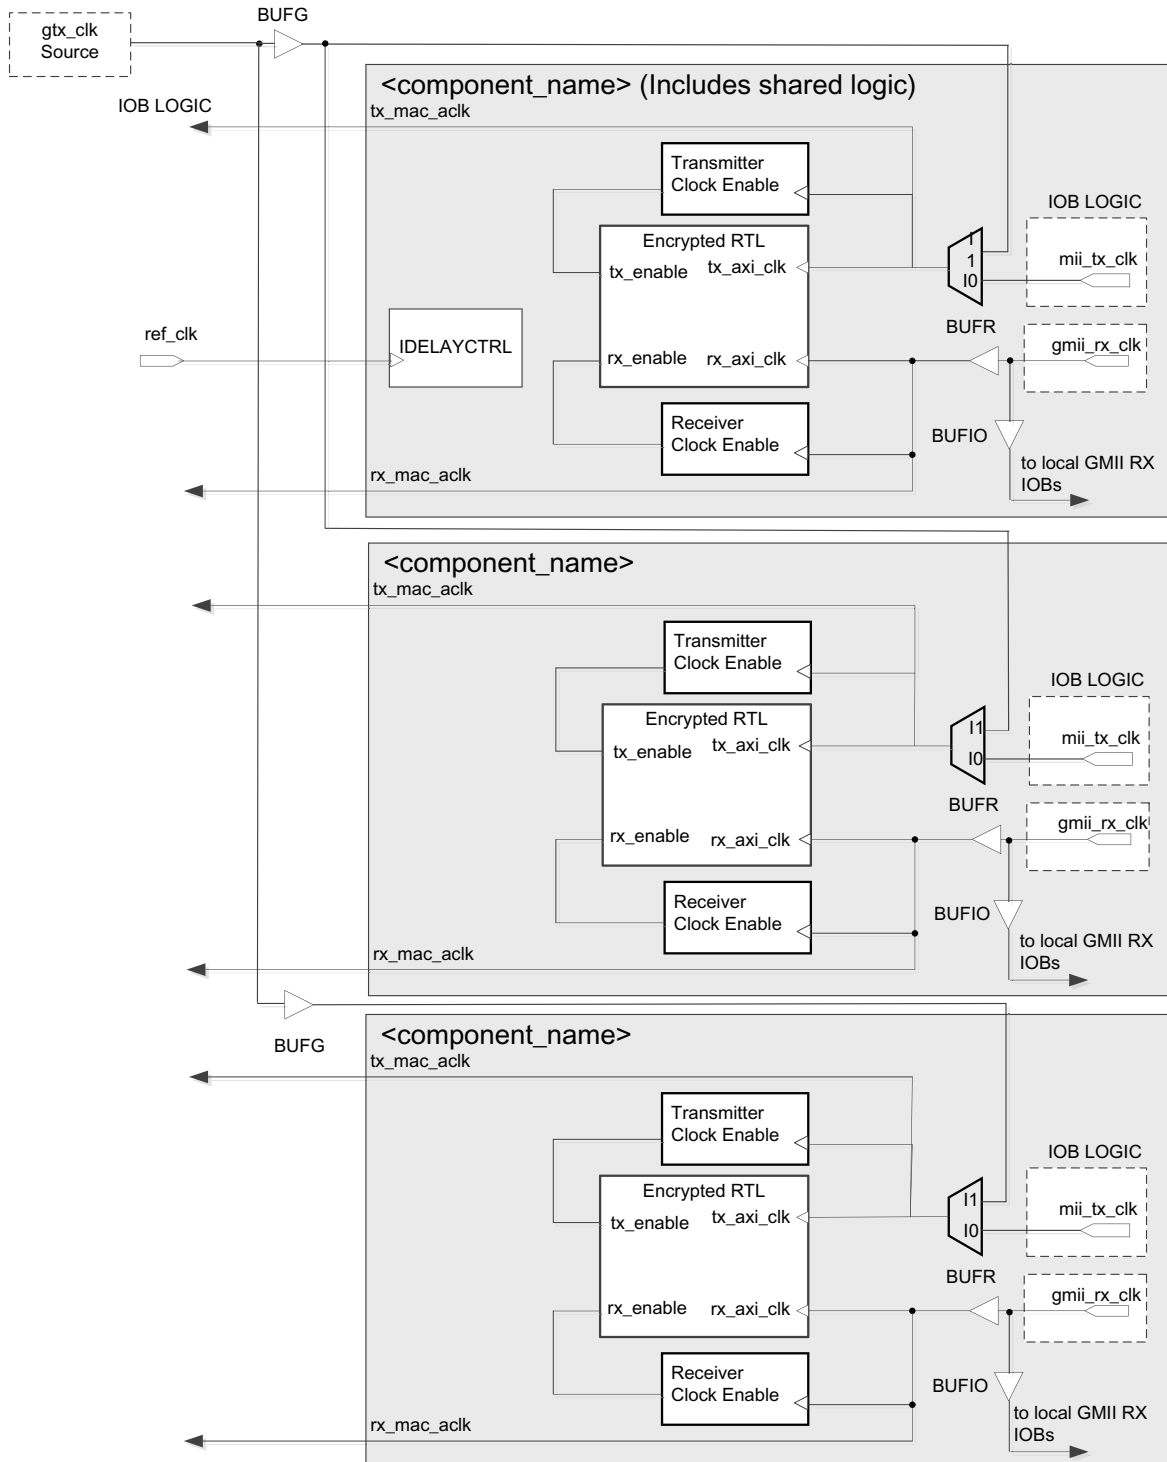 BUFG
gtx_clk
Source
<component_name> (Includes shared logic)
IOB LOGIC
tx_mac_aclk
Transmitter
Clock Enable
IOB LOGIC
Encrypted RTL
I
1
I0
mii_tx_clk
tx_enable
tx_axi_clk
ref_clk
IDELAYCTRL
BUFR
gmii_rx_clk
rx_enable
rx_axi_clk
Receiver
Clock Enable
BUFIO
to local GMII RX
IOBs
rx_mac_aclk
<component_name>
tx_mac_aclk
Transmitter
Clock Enable
IOB LOGIC
Encrypted RTL
I1
I0
mii_tx_clk
tx_enable
tx_axi_clk
BUFR
gmii_rx_clk
rx_enable
rx_axi_clk
Receiver
Clock Enable
BUFIO
to local GMII RX
IOBs
rx_mac_aclk
BUFG
<component_name>
tx_mac_aclk
Transmitter
Clock Enable
IOB LOGIC
Encrypted RTL
I1
I0
mii_tx_clk
tx_enable
tx_axi_clk
BUFR
gmii_rx_clk
rx_enable
rx_axi_clk
Receiver
Clock Enable
BUFIO
to local GMII RX
IOBs
rx_mac_aclk